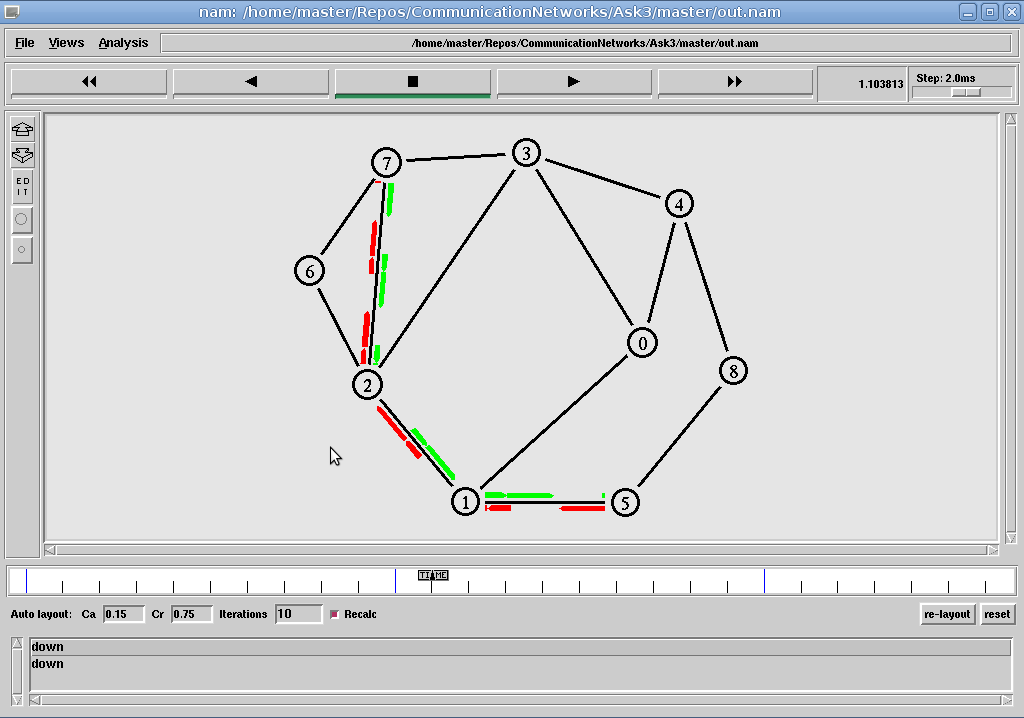 nam: /home/master/Repos/CommunicationNetworks/Ask3/master/out.nam
File Views Analysis /home/master/Repos/CommunicationNetworks/Ask3/master/out.nam
1.103813 Step: 2.0ms
ED
IT
7
3
4
6
0
8
2
1
5
TIME
Auto layout: Ca 0.15 Cr 0.75 Iterations 10 Recalc re-layout reset
down
down